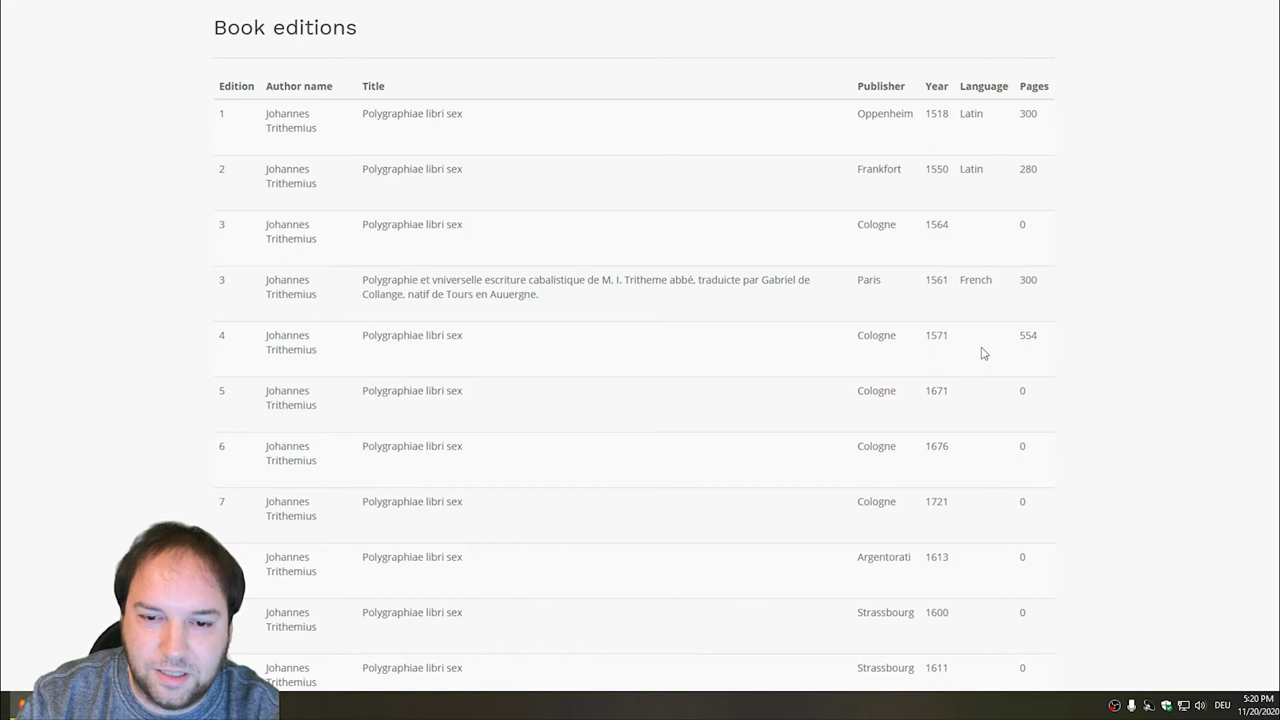 Book editions
Edition Author name Title Publisher Year Language Pages
1 Johannes Polygraphiae libri sex Oppenheim 1518 Latin 300
Trithemius
2 Johannes Polygraphiae libri sex Frankfort 1550 Latin 280
Trithemius
3 Johannes Polygraphiae libri sex Cologne 1564 0
Trithemius
3 Johannes Polygraphie et vniverselle escriture cabalistique de M. I. Tritheme abbé, traduicte par Gabriel de Paris 1561 French 300
Trithemius Collange, natif de Tours en Auuergne.
4 Johannes Polygraphiae libri sex Cologne 1571 554
Trithemius
5 Johannes Polygraphiae libri sex Cologne 1671 0
Trithemius
6 Johannes Polygraphiae libri sex Cologne 1676 0
Trithemius
7 Johannes Polygraphiae libri sex Cologne 1721 0
Trithemius
Johannes Polygraphiae libri sex Argentorati 1613 0
Trithemius
Johannes Polygraphiae libri sex Strassbourg 1600 0
Trithemius
Johannes Polygraphiae libri sex Strassbourg 1611 0
Trithemius
DEU 5:20 PM
11/20/2020